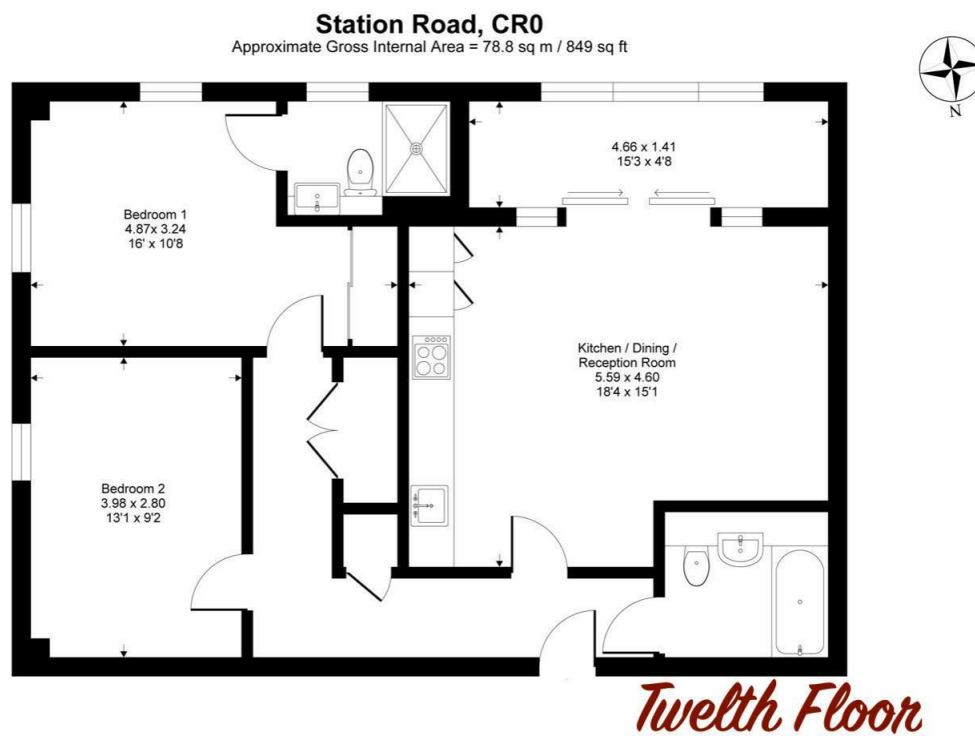 Station Road, CR0
Approximate Gross Internal Area = 78.8 sq m / 849 sq ft
N
4.66 x 1.41
15'3 x 4'8
Bedroom 1
4.87x 3.24
16' x 10'8
Kitchen / Dining /
Reception Room
5.59 x 4.60
18'4 x 15'1
Bedroom 2
3.98 x 2.80
13'1 x 9'2
Twelth Floor